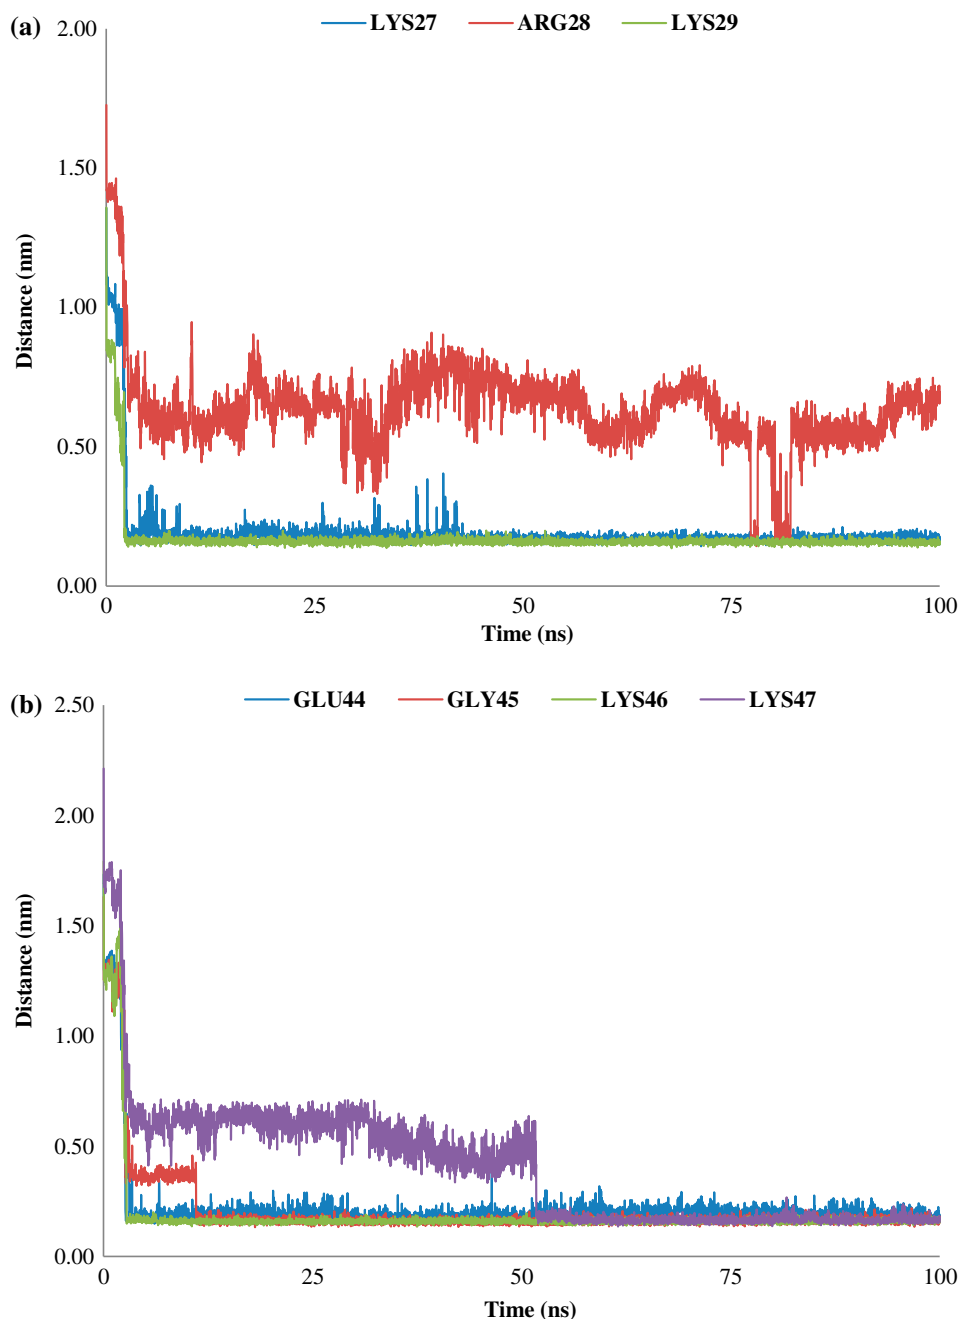 (a)
LYS27 ARG28 LYS29
2.00
1.50
1.00
0.50
0.00
Distance (nm)
0 25 50 75 100
Time (ns)
(b)
GLU44 GLY45 LYS46 LYS47
2.50
2.00
1.50
1.00
0.50
0.00
Distance (nm)
0 25 50 75 100
Time (ns)